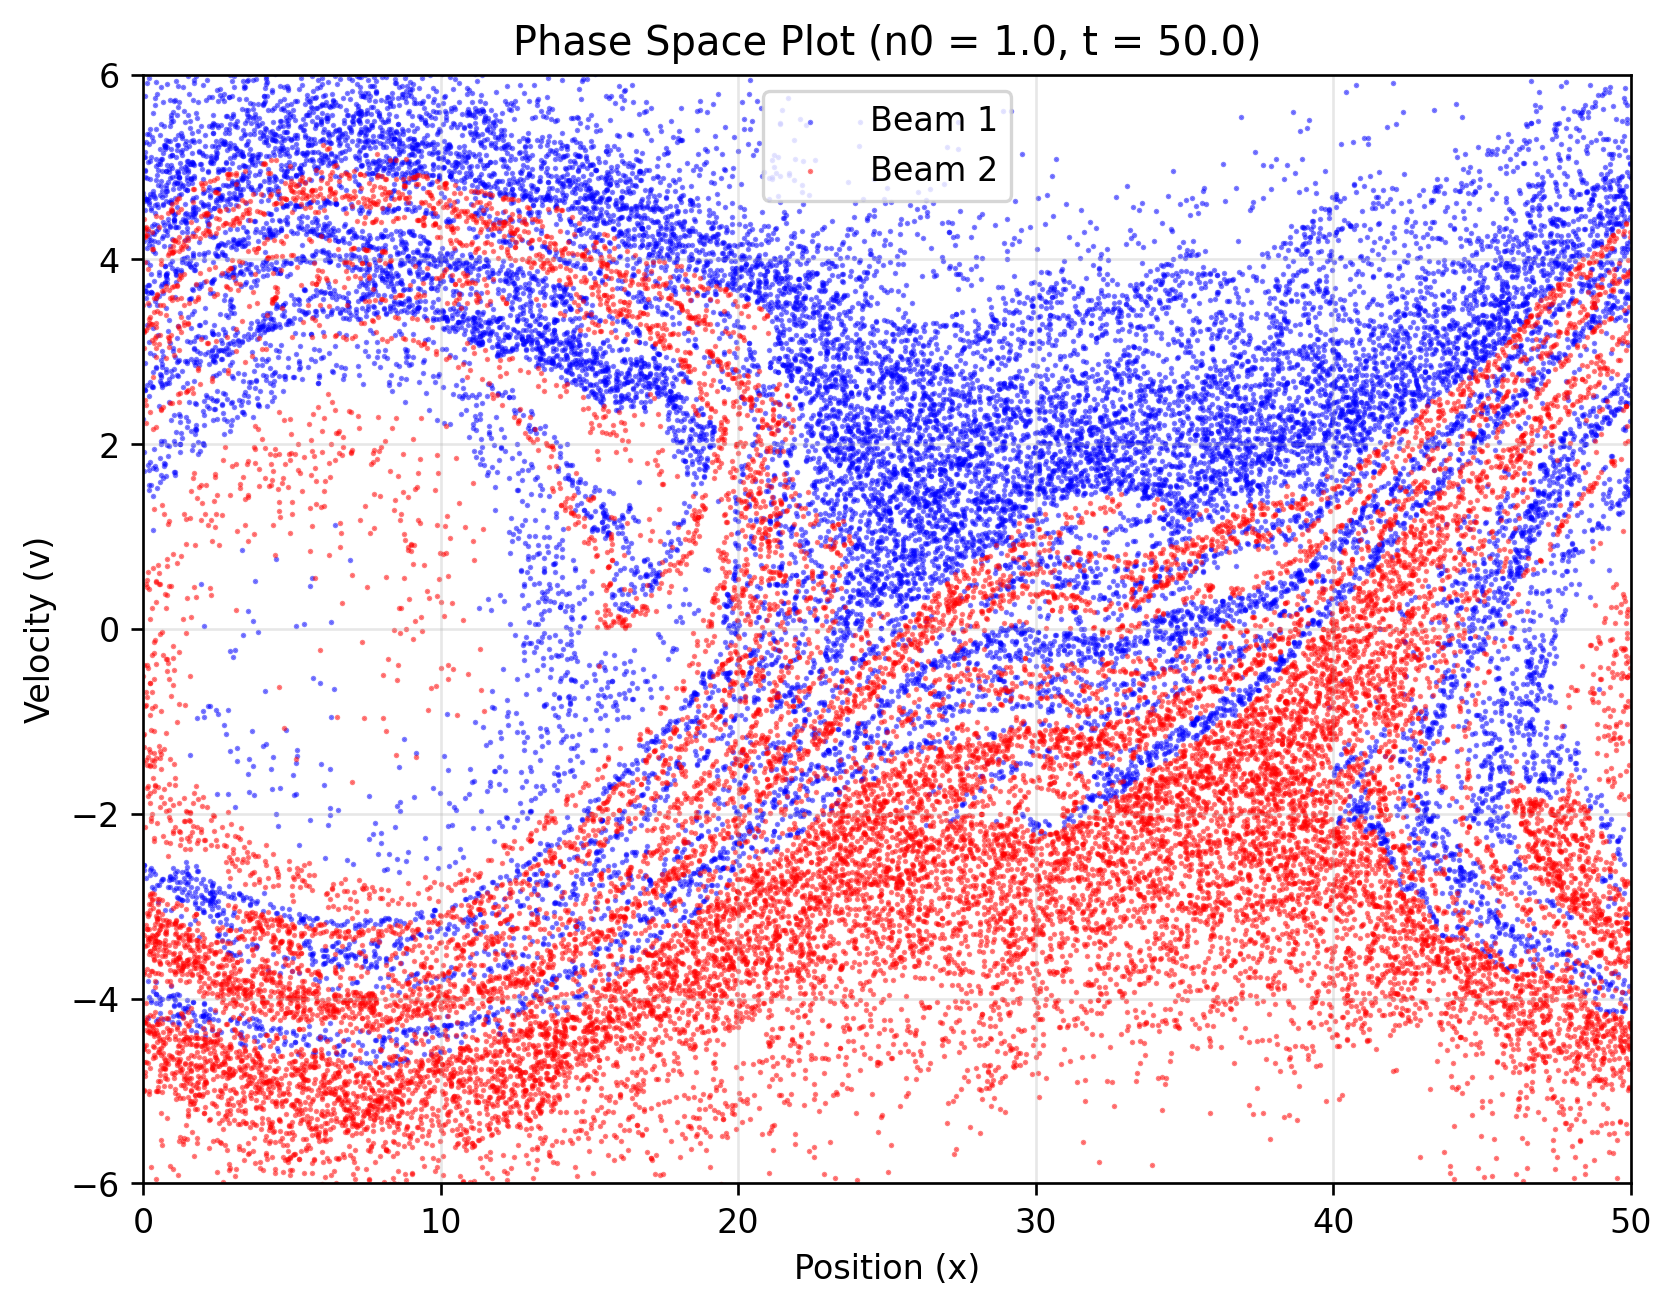 Phase Space Plot (n0 = 1.0, t = 50.0)
Beam 1
Beam 2
Velocity (v)
6
4
2
0
−2
−4
−6
0 10 20 30 40 50
Position (x)